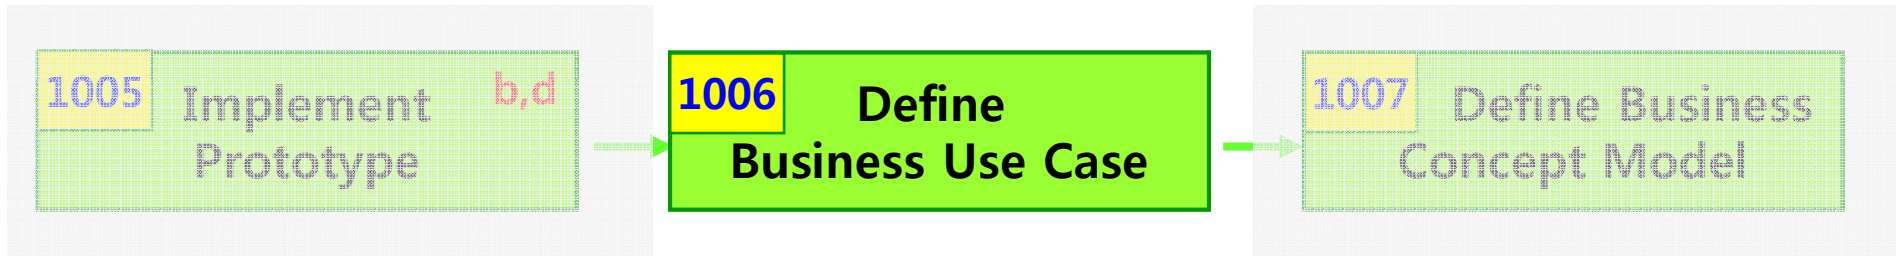 1005
Implement
Prototype
b,d
1006
Define
Business Use Case
1007
Define Business
Concept Model